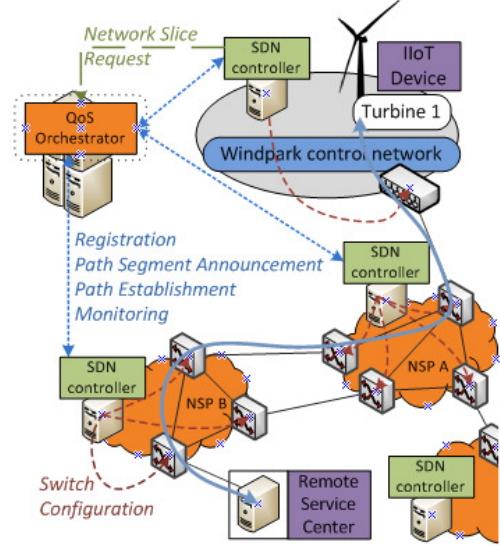 Network Slice
Request
SDN
controller
IIoT
Device
QoS
Orchestrator
Turbine 1
Windpark control network
Registration
Path Segment Announcement
Path Establishment
Monitoring
SDN
controller
SDN
controller
NSP A
NSP B
Switch
Configuration
Remote
Service
Center
SDN
controller